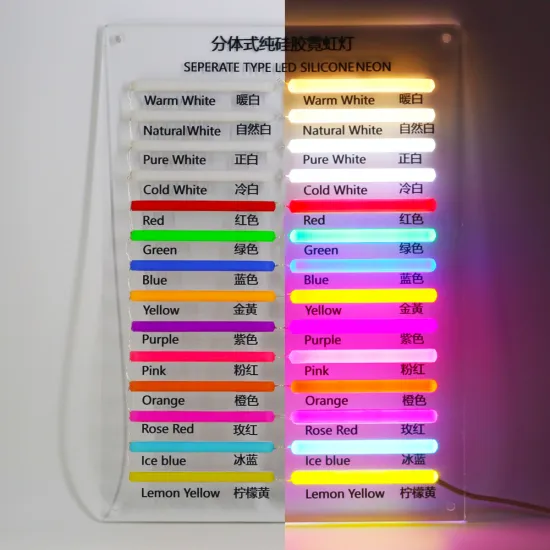 分体式纯硅胶霓虹灯
SEPERATE TYPE LED SILICONE NEON
Warm White 暖白 Warm White 暖白
Natural White 自然白 Natural White 自然白
Pure White 正白 Pure White 正白
Cold White 冷白 Cold White 冷白
Red 红色 Red 红色
Green 绿色 Green 绿色
Blue 蓝色 Blue 蓝色
Yellow 金黄 Yellow 金黄
Purple 紫色 Purple 紫色
Pink 粉红 Pink 粉红
Orange 橙色 Orange 橙色
Rose Red 玫红 Rose Red 玫红
Ice blue 冰蓝 Ice blue 冰蓝
Lemon Yellow 柠檬黄 Lemon Yellow 柠檬黄